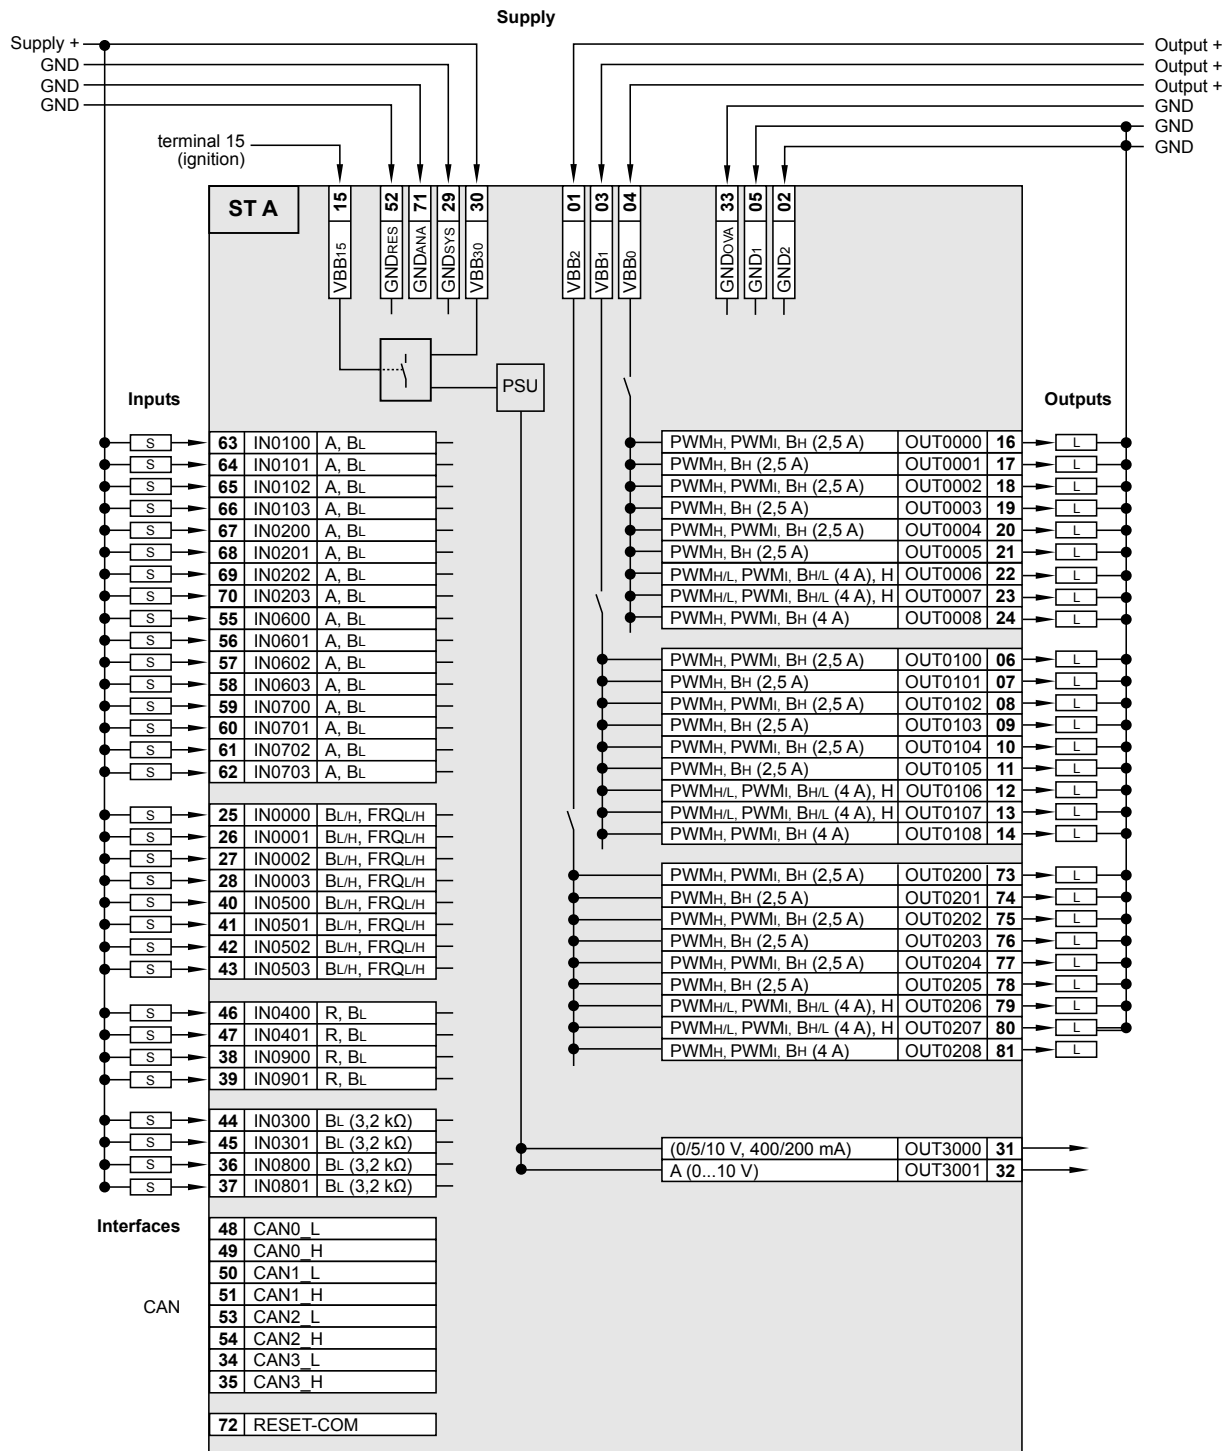 Supply
Supply +
GND
GND
GND
Output +
Output +
Output +
GND
GND
GND
terminal 15
(ignition)
ST A
15 VBB15
52 GNDRES
71 GNDANA
29 GNDSYS
30 VBB30
01 VBB2
03 VBB1
04 VBB0
33 GNDOVA
05 GND1
02 GND2
PSU
Inputs
S 63 IN0100 A, BL
S 64 IN0101 A, BL
S 65 IN0102 A, BL
S 66 IN0103 A, BL
S 67 IN0200 A, BL
S 68 IN0201 A, BL
S 69 IN0202 A, BL
S 70 IN0203 A, BL
S 55 IN0600 A, BL
S 56 IN0601 A, BL
S 57 IN0602 A, BL
S 58 IN0603 A, BL
S 59 IN0700 A, BL
S 60 IN0701 A, BL
S 61 IN0702 A, BL
S 62 IN0703 A, BL
S 25 IN0000 BL/H, FRQL/H
S 26 IN0001 BL/H, FRQL/H
S 27 IN0002 BL/H, FRQL/H
S 28 IN0003 BL/H, FRQL/H
S 40 IN0500 BL/H, FRQL/H
S 41 IN0501 BL/H, FRQL/H
S 42 IN0502 BL/H, FRQL/H
S 43 IN0503 BL/H, FRQL/H
S 46 IN0400 R, BL
S 47 IN0401 R, BL
S 38 IN0900 R, BL
S 39 IN0901 R, BL
S 44 IN0300 BL (3,2 kΩ)
S 45 IN0301 BL (3,2 kΩ)
S 36 IN0800 BL (3,2 kΩ)
S 37 IN0801 BL (3,2 kΩ)
Outputs
PWMH, PWMI, BH (2,5 A) OUT0000 16 L
PWMH, BH (2,5 A) OUT0001 17 L
PWMH, PWMI, BH (2,5 A) OUT0002 18 L
PWMH, BH (2,5 A) OUT0003 19 L
PWMH, PWMI, BH (2,5 A) OUT0004 20 L
PWMH, BH (2,5 A) OUT0005 21 L
PWMH/L, PWMI, BH/L (4 A), H OUT0006 22 L
PWMH/L, PWMI, BH/L (4 A), H OUT0007 23 L
PWMH, PWMI, BH (4 A) OUT0008 24 L
PWMH, PWMI, BH (2,5 A) OUT0100 06 L
PWMH, BH (2,5 A) OUT0101 07 L
PWMH, PWMI, BH (2,5 A) OUT0102 08 L
PWMH, BH (2,5 A) OUT0103 09 L
PWMH, PWMI, BH (2,5 A) OUT0104 10 L
PWMH, BH (2,5 A) OUT0105 11 L
PWMH/L, PWMI, BH/L (4 A), H OUT0106 12 L
PWMH/L, PWMI, BH/L (4 A), H OUT0107 13 L
PWMH, PWMI, BH (4 A) OUT0108 14 L
PWMH, PWMI, BH (2,5 A) OUT0200 73 L
PWMH, BH (2,5 A) OUT0201 74 L
PWMH, PWMI, BH (2,5 A) OUT0202 75 L
PWMH, BH (2,5 A) OUT0203 76 L
PWMH, PWMI, BH (2,5 A) OUT0204 77 L
PWMH, BH (2,5 A) OUT0205 78 L
PWMH/L, PWMI, BH/L (4 A), H OUT0206 79 L
PWMH/L, PWMI, BH/L (4 A), H OUT0207 80 L
PWMH, PWMI, BH (4 A) OUT0208 81 L
(0/5/10 V, 400/200 mA) OUT3000 31
A (0...10 V) OUT3001 32
Interfaces
CAN
48 CAN0_L
49 CAN0_H
50 CAN1_L
51 CAN1_H
53 CAN2_L
54 CAN2_H
34 CAN3_L
35 CAN3_H
72 RESET-COM